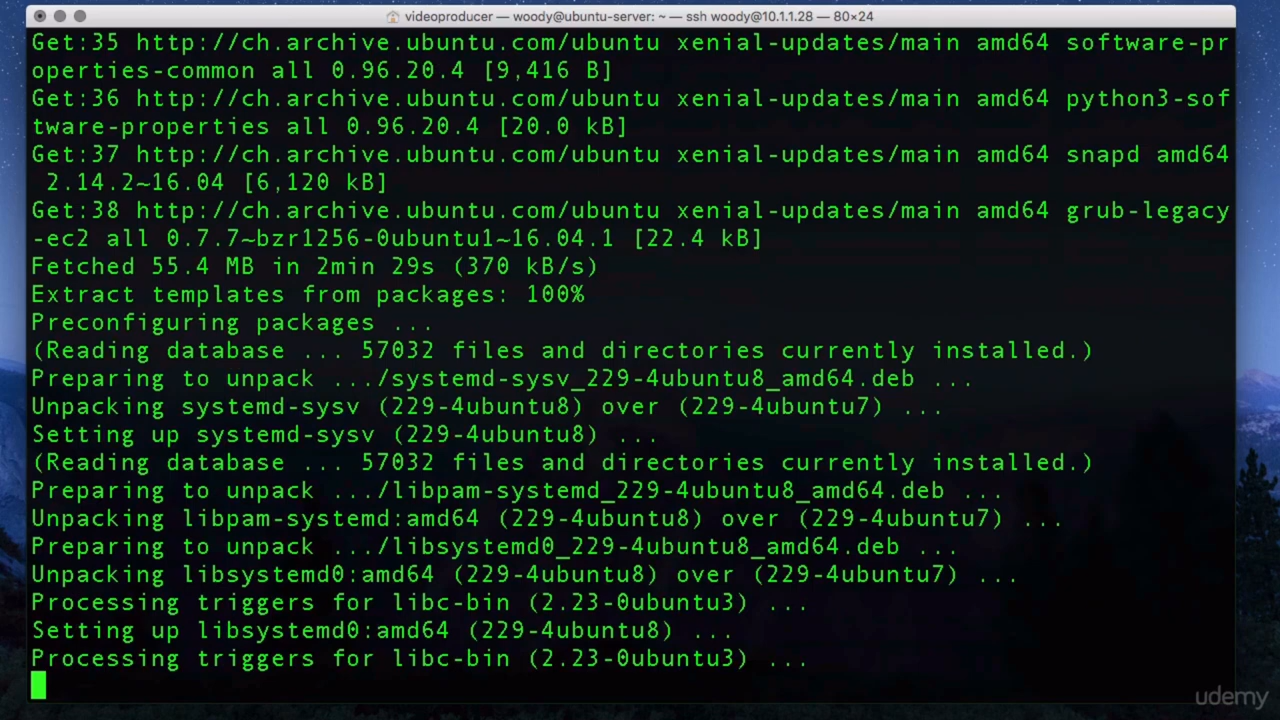 videoproducer — woody@ubuntu-server: ~ — ssh woody@10.1.1.28 — 80×24
Get:35 http://ch.archive.ubuntu.com/ubuntu xenial-updates/main amd64 software-pr
operties-common all 0.96.20.4 [9,416 B]
Get:36 http://ch.archive.ubuntu.com/ubuntu xenial-updates/main amd64 python3-sof
tware-properties all 0.96.20.4 [20.0 kB]
Get:37 http://ch.archive.ubuntu.com/ubuntu xenial-updates/main amd64 snapd amd64
 2.14.2~16.04 [6,120 kB]
Get:38 http://ch.archive.ubuntu.com/ubuntu xenial-updates/main amd64 grub-legacy
-ec2 all 0.7.7~bzr1256-0ubuntu1~16.04.1 [22.4 kB]
Fetched 55.4 MB in 2min 29s (370 kB/s)
Extract templates from packages: 100%
Preconfiguring packages ...
(Reading database ... 57032 files and directories currently installed.)
Preparing to unpack .../systemd-sysv_229-4ubuntu8_amd64.deb ...
Unpacking systemd-sysv (229-4ubuntu8) over (229-4ubuntu7) ...
Setting up systemd-sysv (229-4ubuntu8) ...
(Reading database ... 57032 files and directories currently installed.)
Preparing to unpack .../libpam-systemd_229-4ubuntu8_amd64.deb ...
Unpacking libpam-systemd:amd64 (229-4ubuntu8) over (229-4ubuntu7) ...
Preparing to unpack .../libsystemd0_229-4ubuntu8_amd64.deb ...
Unpacking libsystemd0:amd64 (229-4ubuntu8) over (229-4ubuntu7) ...
Processing triggers for libc-bin (2.23-0ubuntu3) ...
Setting up libsystemd0:amd64 (229-4ubuntu8) ...
Processing triggers for libc-bin (2.23-0ubuntu3) ...
udemy